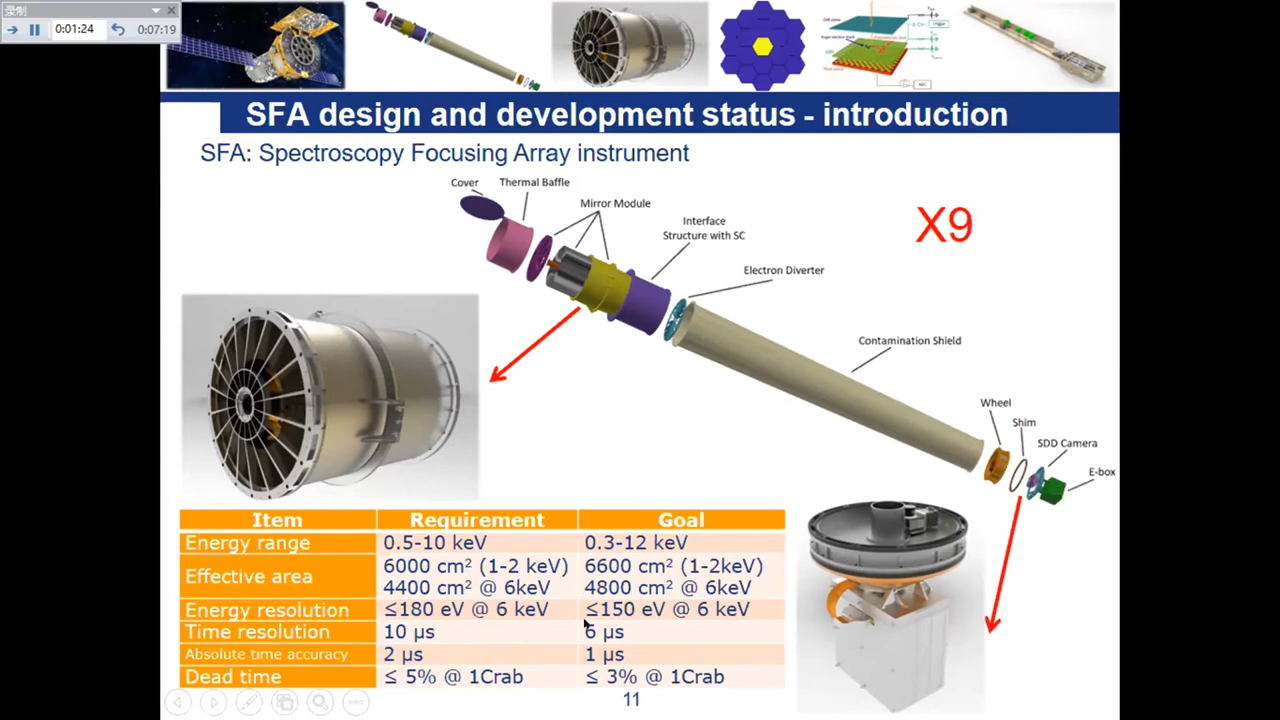 录制
0:01:24
0:07:19
SFA design and development status - introduction
SFA: Spectroscopy Focusing Array instrument
Cover
Thermal Baffle
Mirror Module
Interface
Structure with SC
X9
Electron Diverter
Contamination Shield
Wheel
Shim
SDD Camera
E-box
Item Requirement Goal
Energy range 0.5-10 keV 0.3-12 keV
Effective area 6000 cm² (1-2 keV) 6600 cm² (1-2keV)
4400 cm² @ 6keV 4800 cm² @ 6keV
Energy resolution ≤180 eV @ 6 keV ≤150 eV @ 6 keV
Time resolution 10 μs 6 μs
Absolute time accuracy 2 μs 1 μs
Dead time ≤ 5% @ 1Crab ≤ 3% @ 1Crab
11